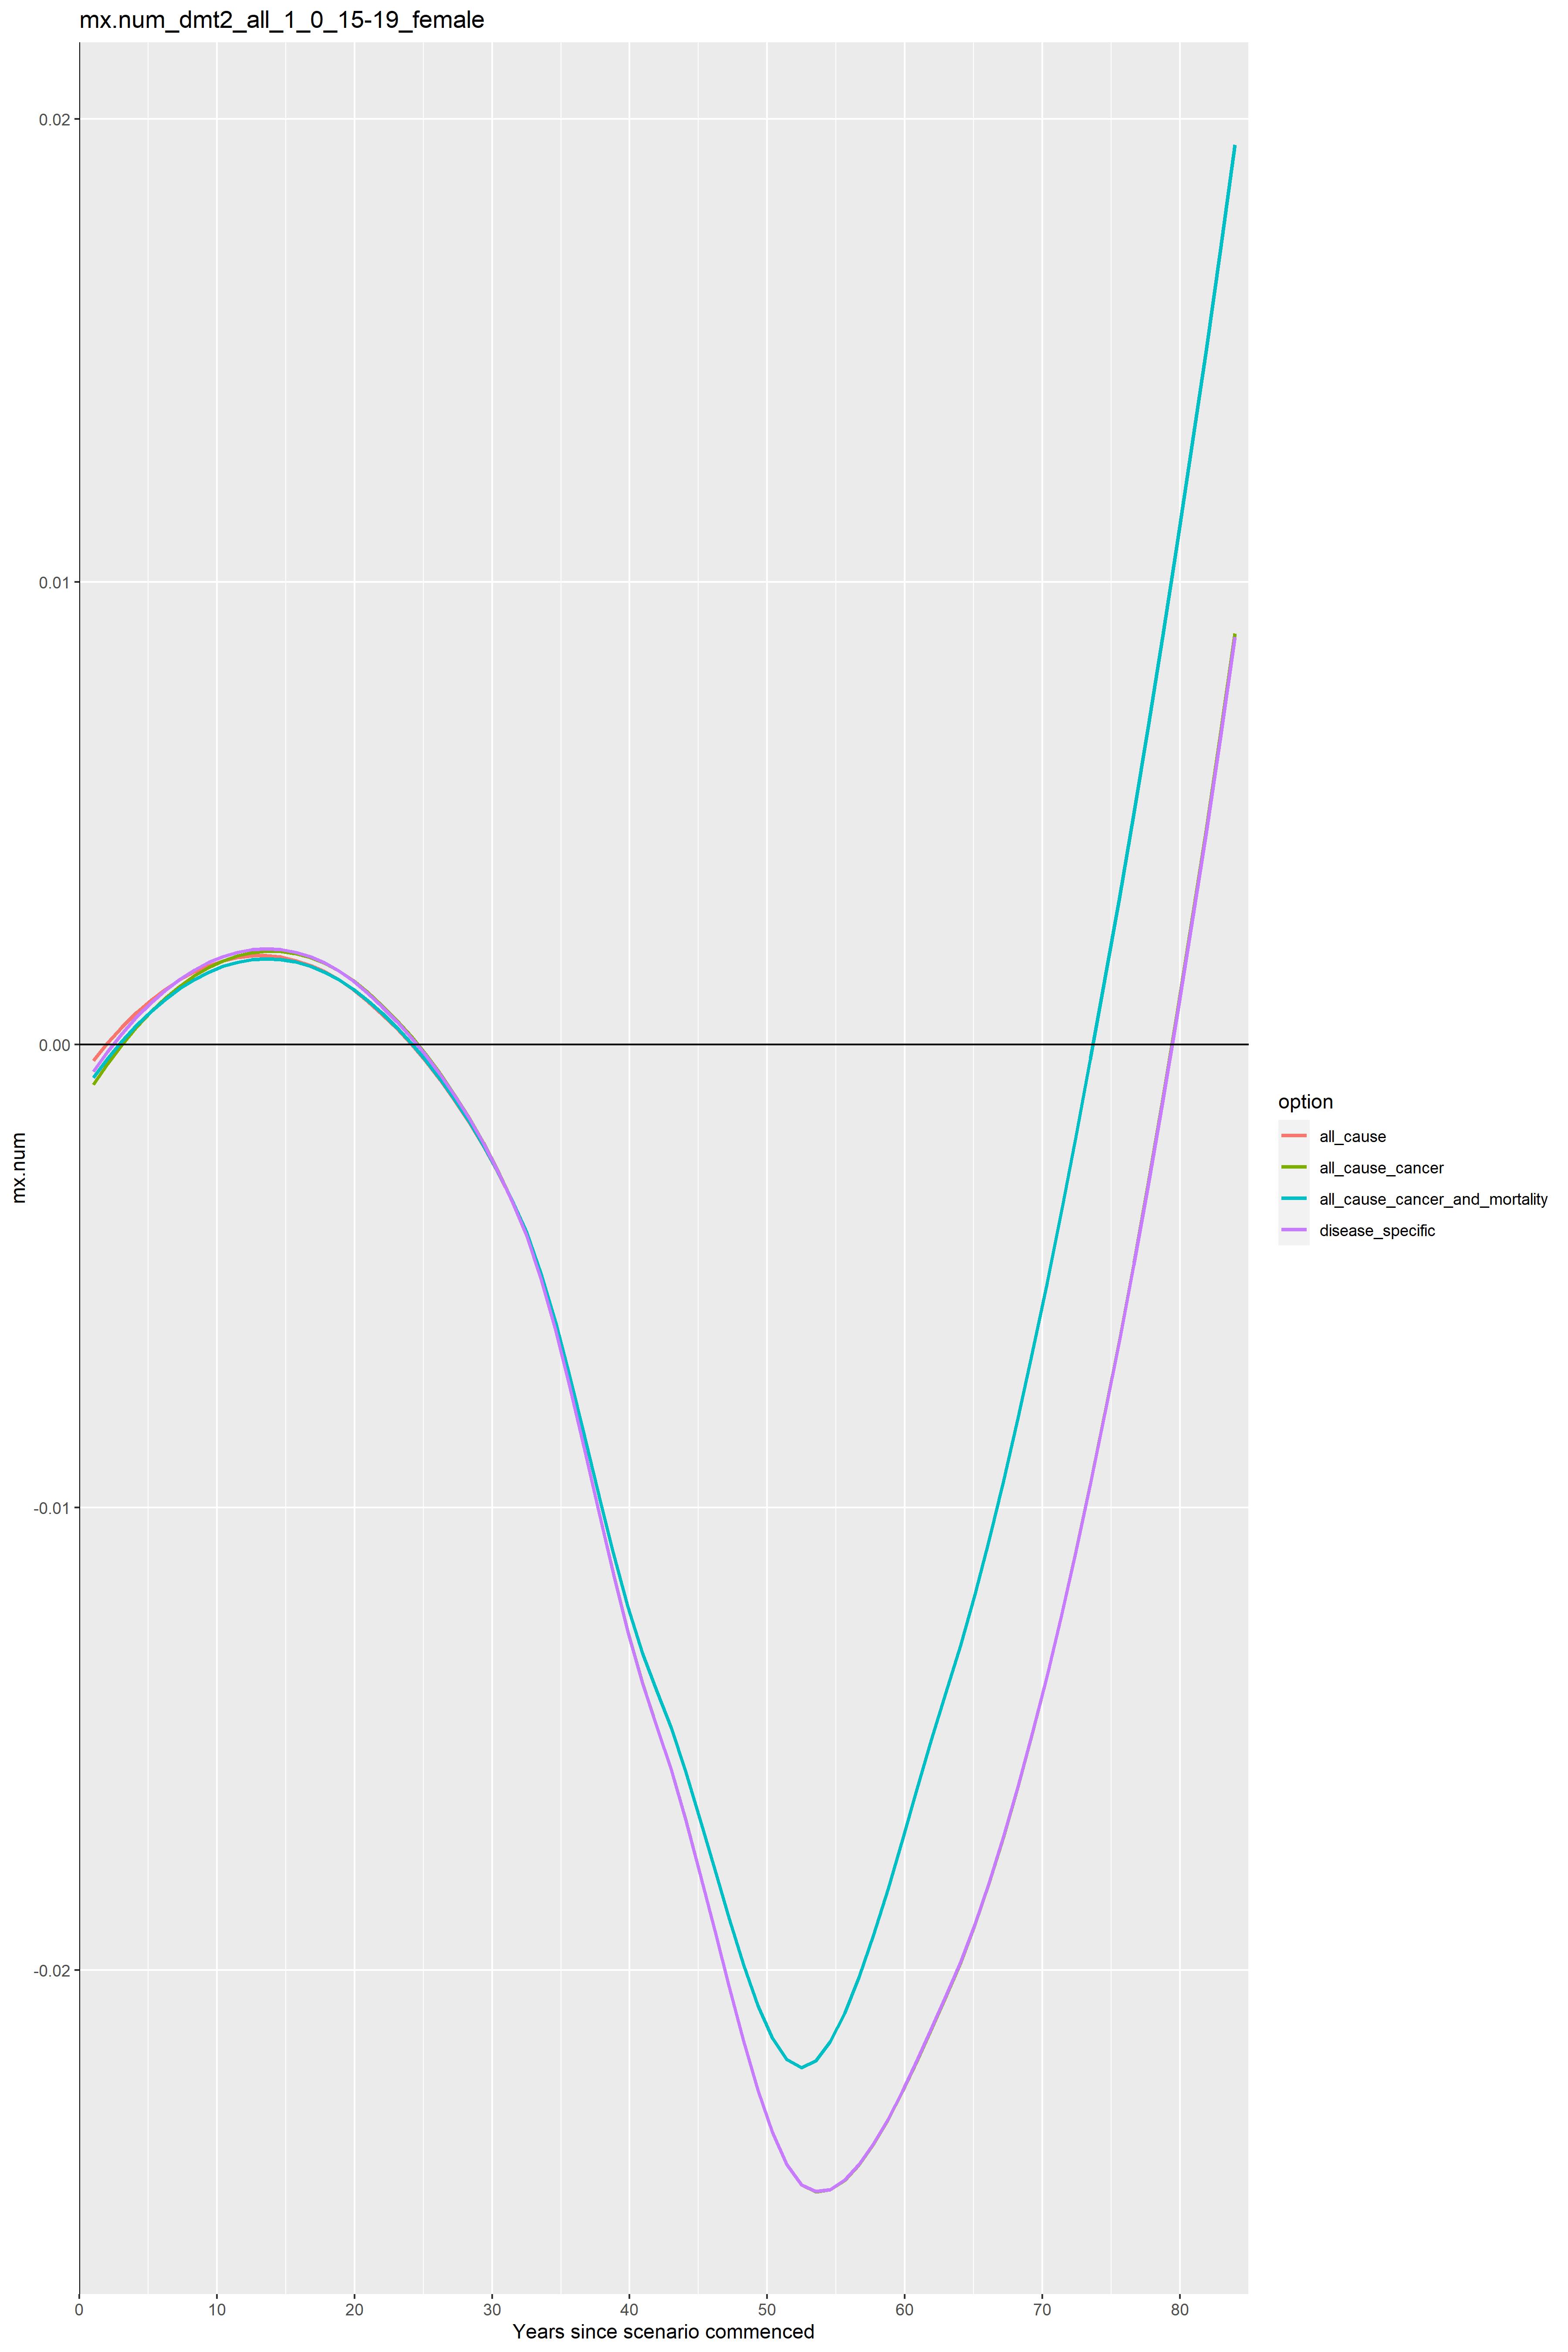 mx.num_dmt2_all_1_0_15-19_female
0.02
0.01
0.00
-0.01
-0.02
mx.num
0 10 20 30 40 50 60 70 80
Years since scenario commenced
option
all_cause
all_cause_cancer
all_cause_cancer_and_mortality
disease_specific